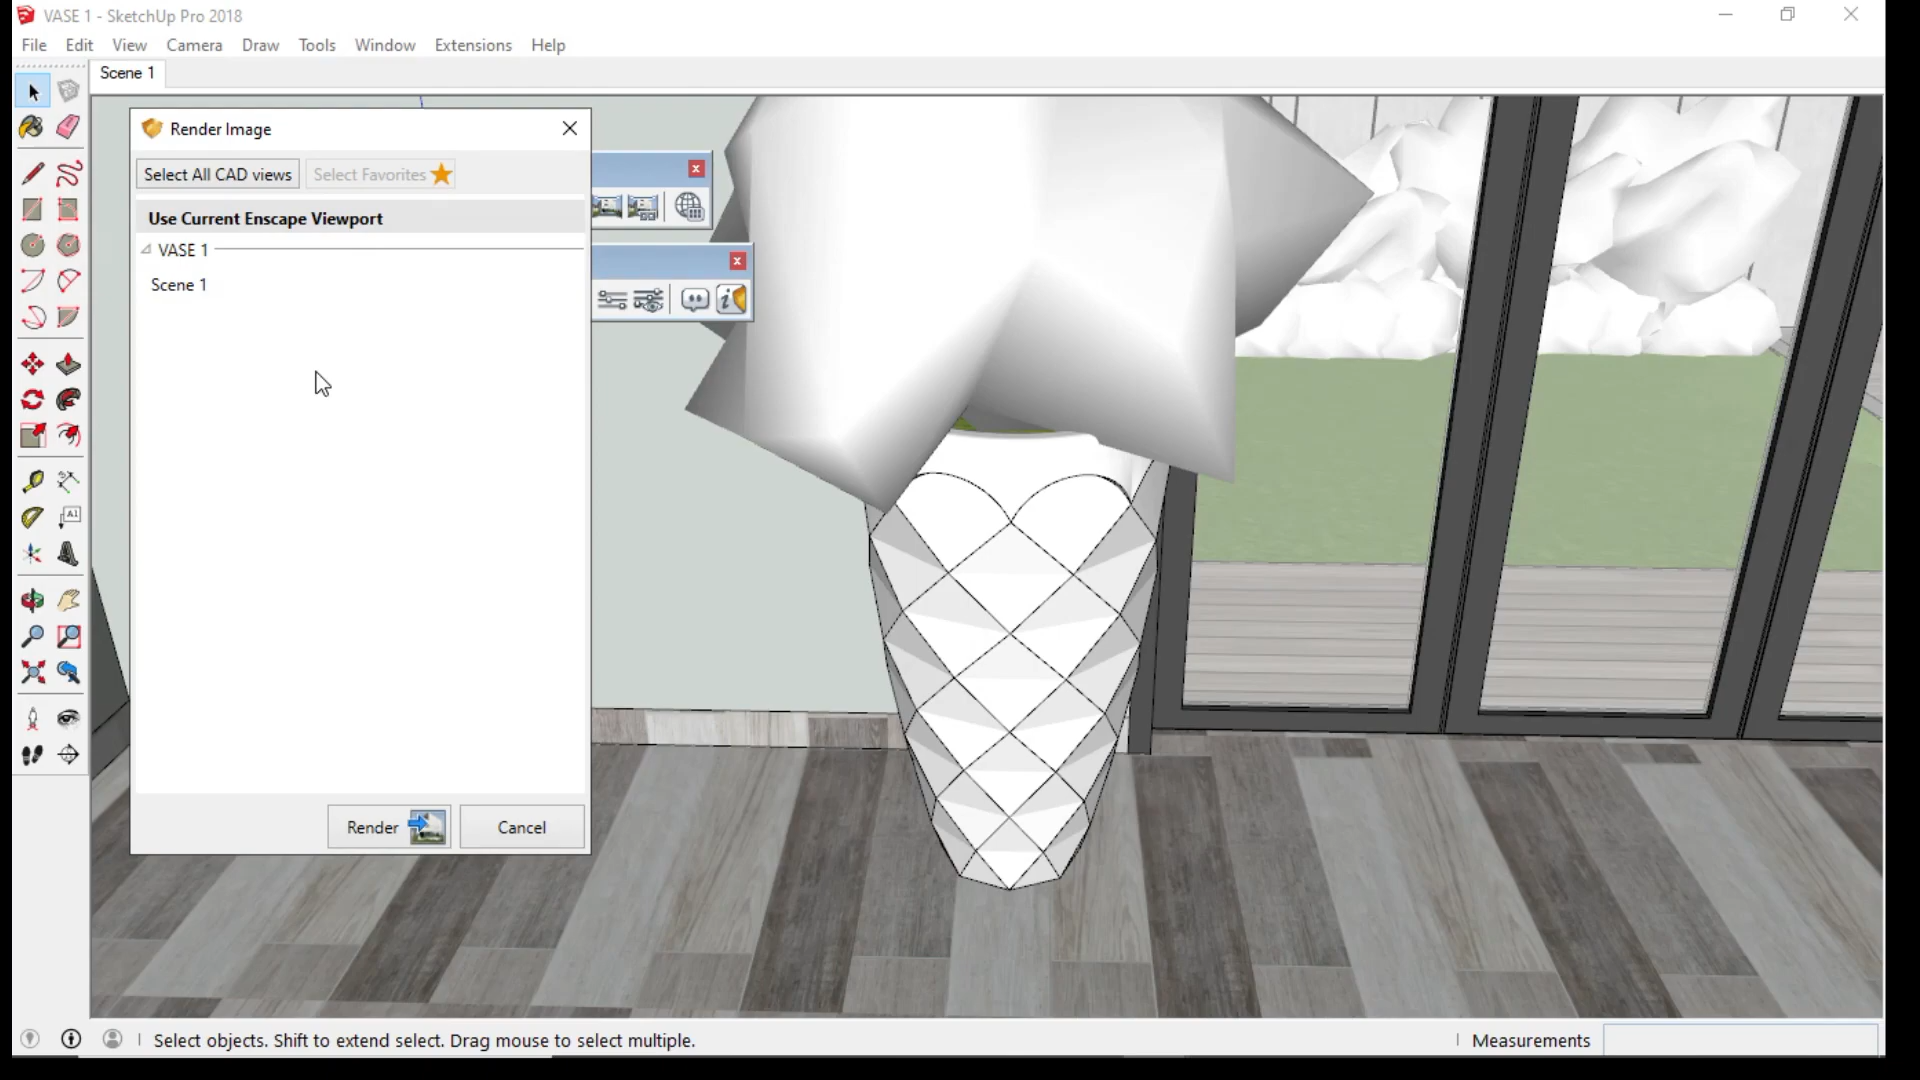 VASE 1 - SketchUp Pro 2018
File Edit View Camera Draw Tools Window Extensions Help
Scene 1
Render Image
Select All CAD views Select Favorites
Use Current Enscape Viewport
VASE 1
Scene 1
A1
Render Cancel
Select objects. Shift to extend select. Drag mouse to select multiple. Measurements